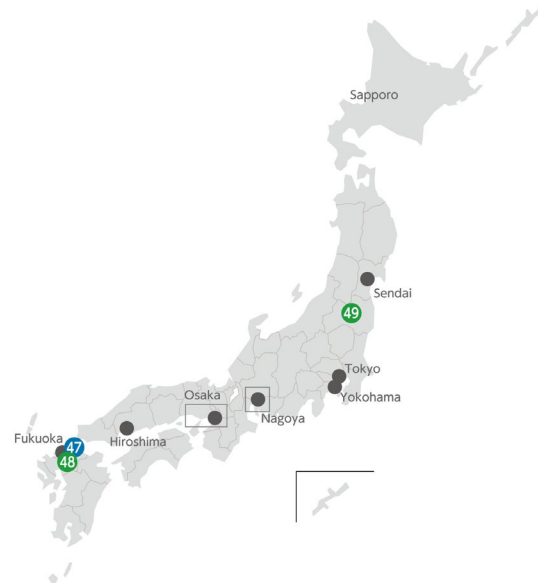 Sapporo
Sendai
49
Tokyo
Yokohama
Osaka
Nagoya
Hiroshima
Fukuoka
47
48